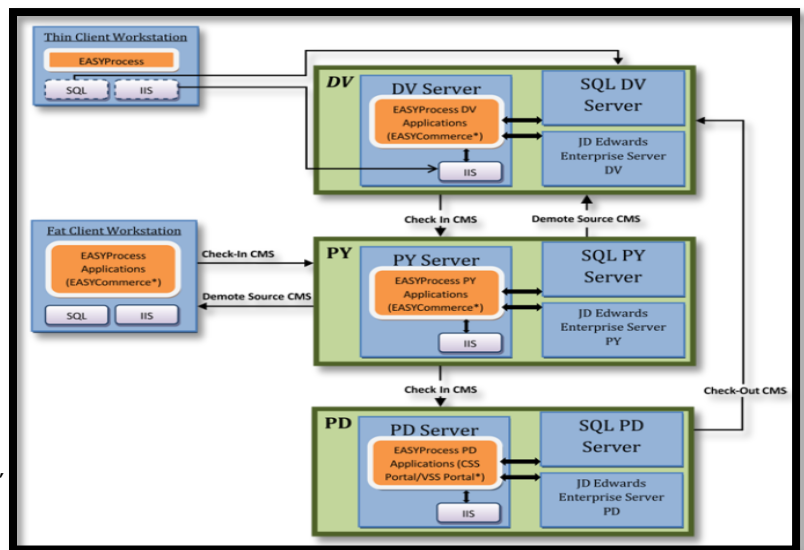 Thin Client Workstation
EASYProcess
SQL
IIS
DV
DV Server
EASYProcess DV
Applications
(EASYCommerce*)
IIS
SQL DV
Server
JD Edwards
Enterprise Server
DV
Check In CMS
Demote Source CMS
Fat Client Workstation
EASYProcess
Applications
(EASYCommerce*)
SQL
IIS
Check-In CMS
Demote Source CMS
PY
PY Server
EASYProcess PY
Applications
(EASYCommerce*)
IIS
SQL PY
Server
JD Edwards
Enterprise Server
PY
Check In CMS
Check-Out CMS
PD
PD Server
EASYProcess PD
Applications (CSS
Portal/VSS Portal*)
IIS
SQL PD
Server
JD Edwards
Enterprise Server
PD